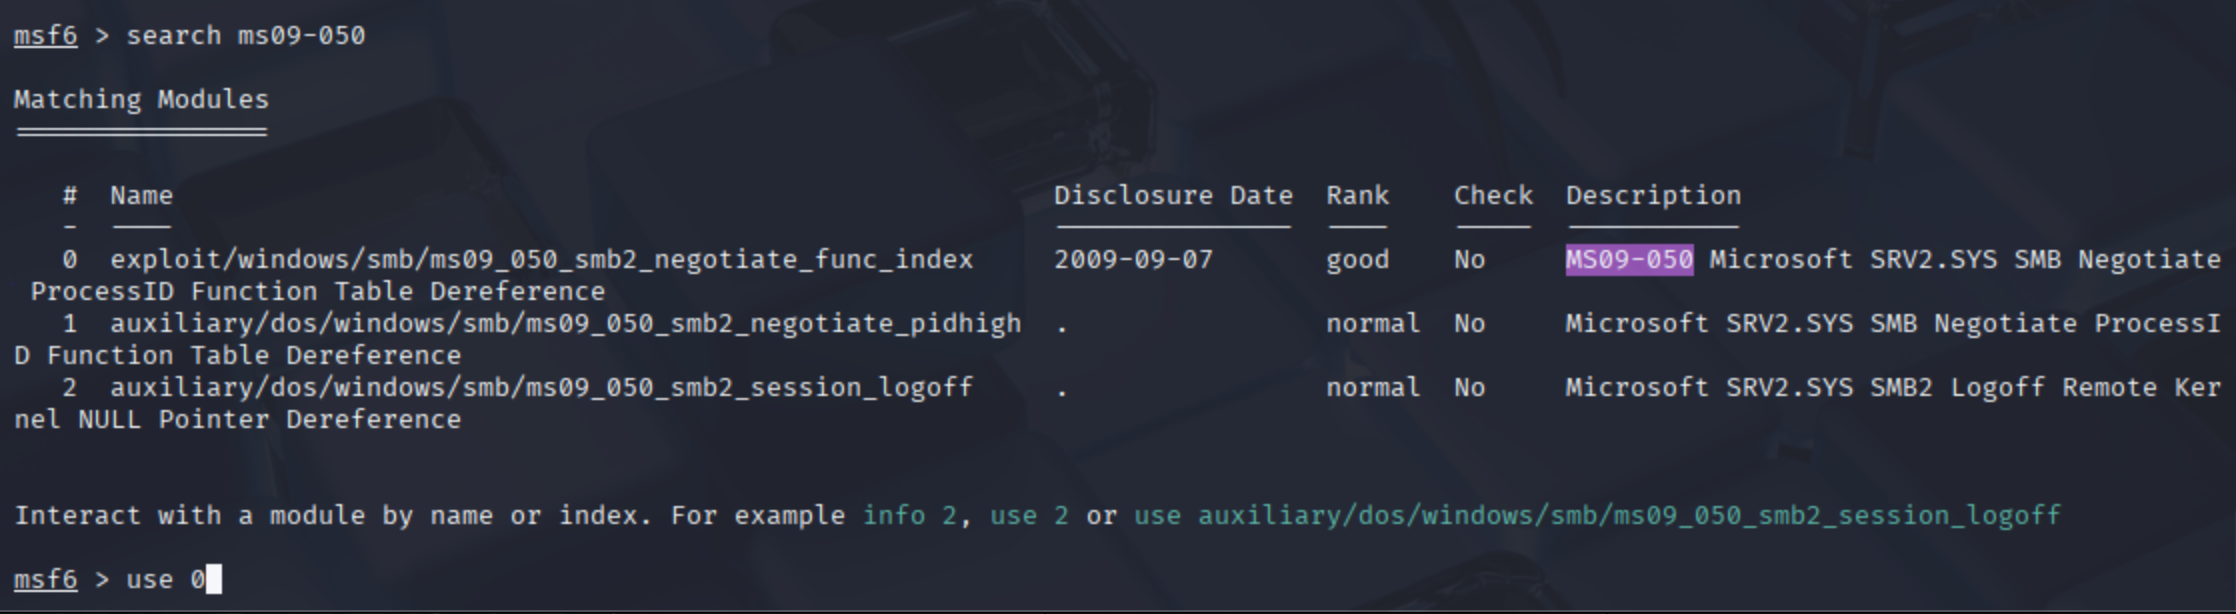 msf6 > search ms09-050
Matching Modules
================
# Name Disclosure Date Rank Check Description
- ---- --------------- ---- ----- -----------
0 exploit/windows/smb/ms09_050_smb2_negotiate_func_index 2009-09-07 good No MS09-050 Microsoft SRV2.SYS SMB Negotiate
ProcessID Function Table Dereference
1 auxiliary/dos/windows/smb/ms09_050_smb2_negotiate_pidhigh . normal No Microsoft SRV2.SYS SMB Negotiate ProcessI
D Function Table Dereference
2 auxiliary/dos/windows/smb/ms09_050_smb2_session_logoff . normal No Microsoft SRV2.SYS SMB2 Logoff Remote Ker
nel NULL Pointer Dereference
Interact with a module by name or index. For example info 2, use 2 or use auxiliary/dos/windows/smb/ms09_050_smb2_session_logoff
msf6 > use 0